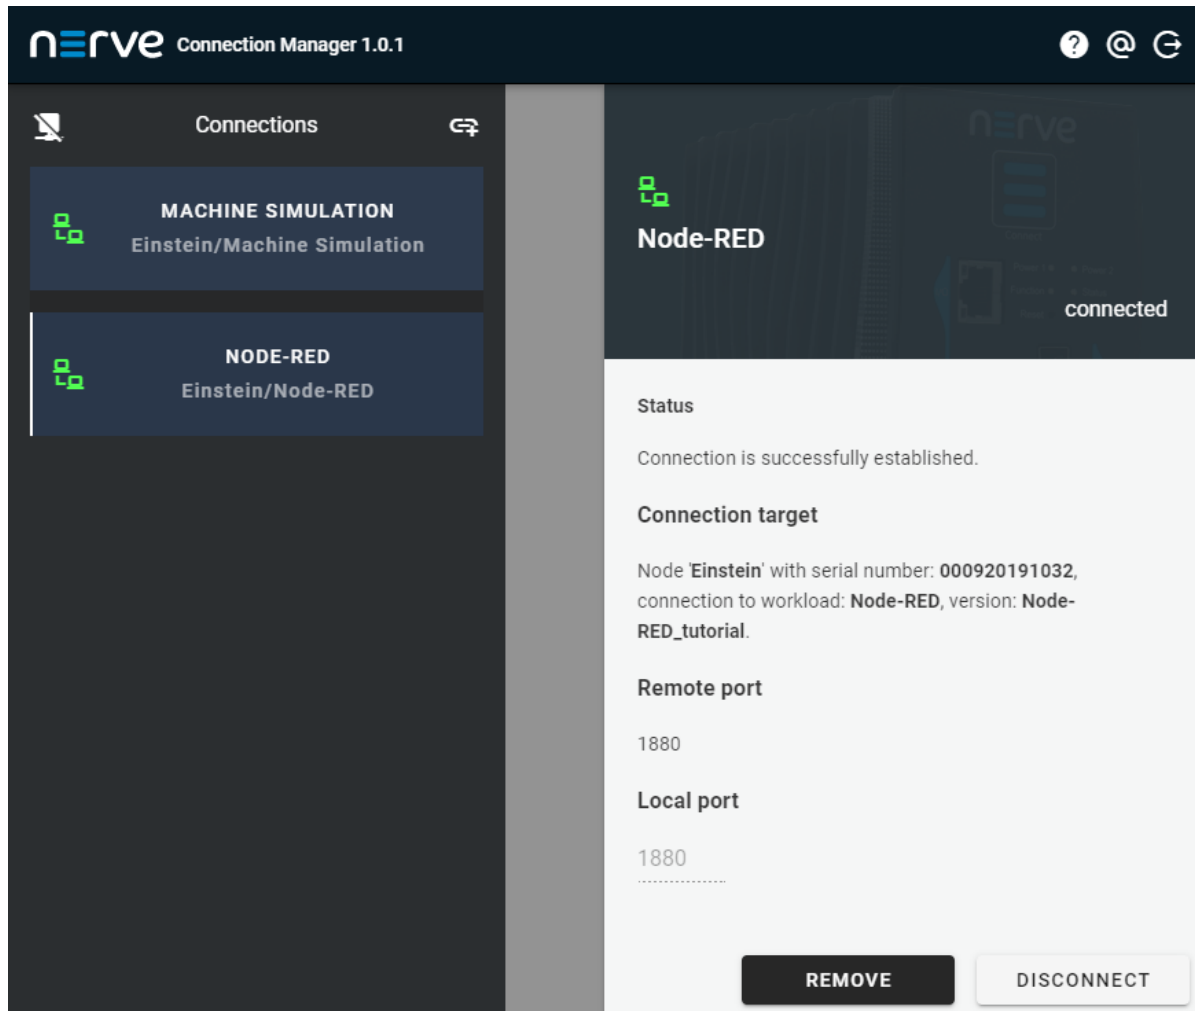 nerve Connection Manager 1.0.1
Connections
MACHINE SIMULATION
Einstein/Machine Simulation
NODE-RED
Einstein/Node-RED
nerve
Node-RED
connected
Status
Connection is successfully established.
Connection target
Node 'Einstein' with serial number: 000920191032,
connection to workload: Node-RED, version: Node-
RED_tutorial.
Remote port
1880
Local port
1880
REMOVE
DISCONNECT